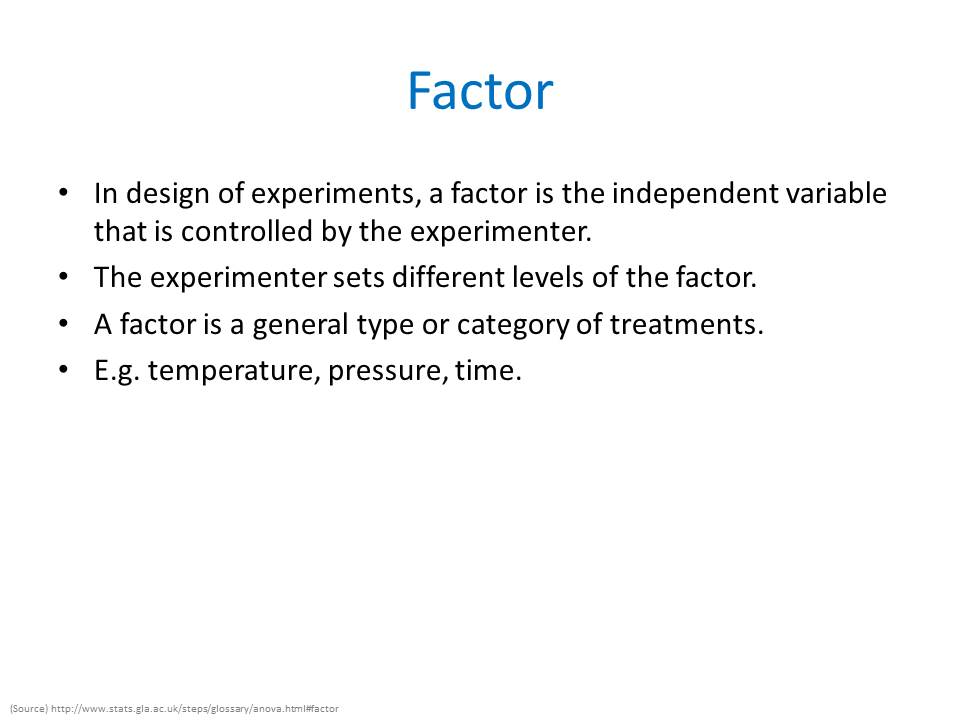 Factor
• In design of experiments, a factor is the independent variable
that is controlled by the experimenter.
• The experimenter sets different levels of the factor.
• A factor is a general type or category of treatments.
• E.g. temperature, pressure, time.
(Source) http://www.stats.gla.ac.uk/steps/glossary/anova.html#factor